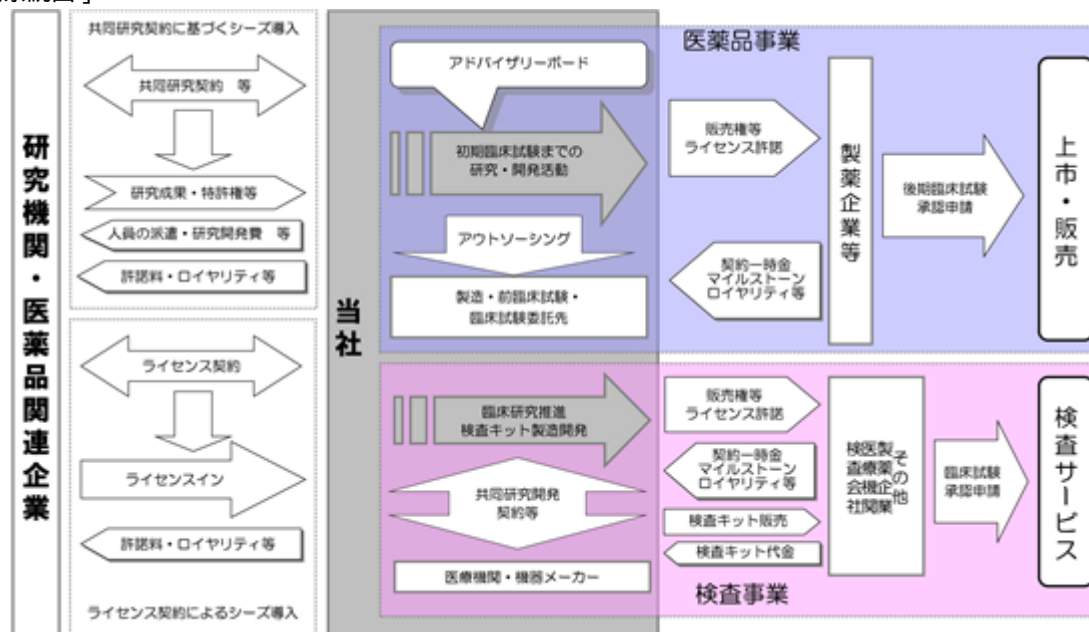 研究機関・医薬品関連企業
共同研究契約に基づくシーズ導入
共同研究契約 等
研究成果・特許権等
人員の派遣・研究開発費 等
許諾料・ロイヤリティ等
ライセンス契約
ライセンスイン
許諾料・ロイヤリティ等
ライセンス契約によるシーズ導入
当社
医薬品事業
アドバイザリーボード
初期臨床試験までの
研究・開発活動
アウトソーシング
製造・前臨床試験・
臨床試験委託先
販売権等
ライセンス許諾
契約一時金
マイルストーン
ロイヤリティ等
製薬企業等
後期臨床試験
承認申請
上市・販売
臨床研究推進
検査キット製造開発
共同研究開発
契約等
医療機関・機器メーカー
販売権等
ライセンス許諾
契約一時金
マイルストーン
ロイヤリティ等
検査キット販売
検査キット代金
その他
製薬企業
医療機関
検査会社
臨床試験
承認申請
検査サービス
検査事業